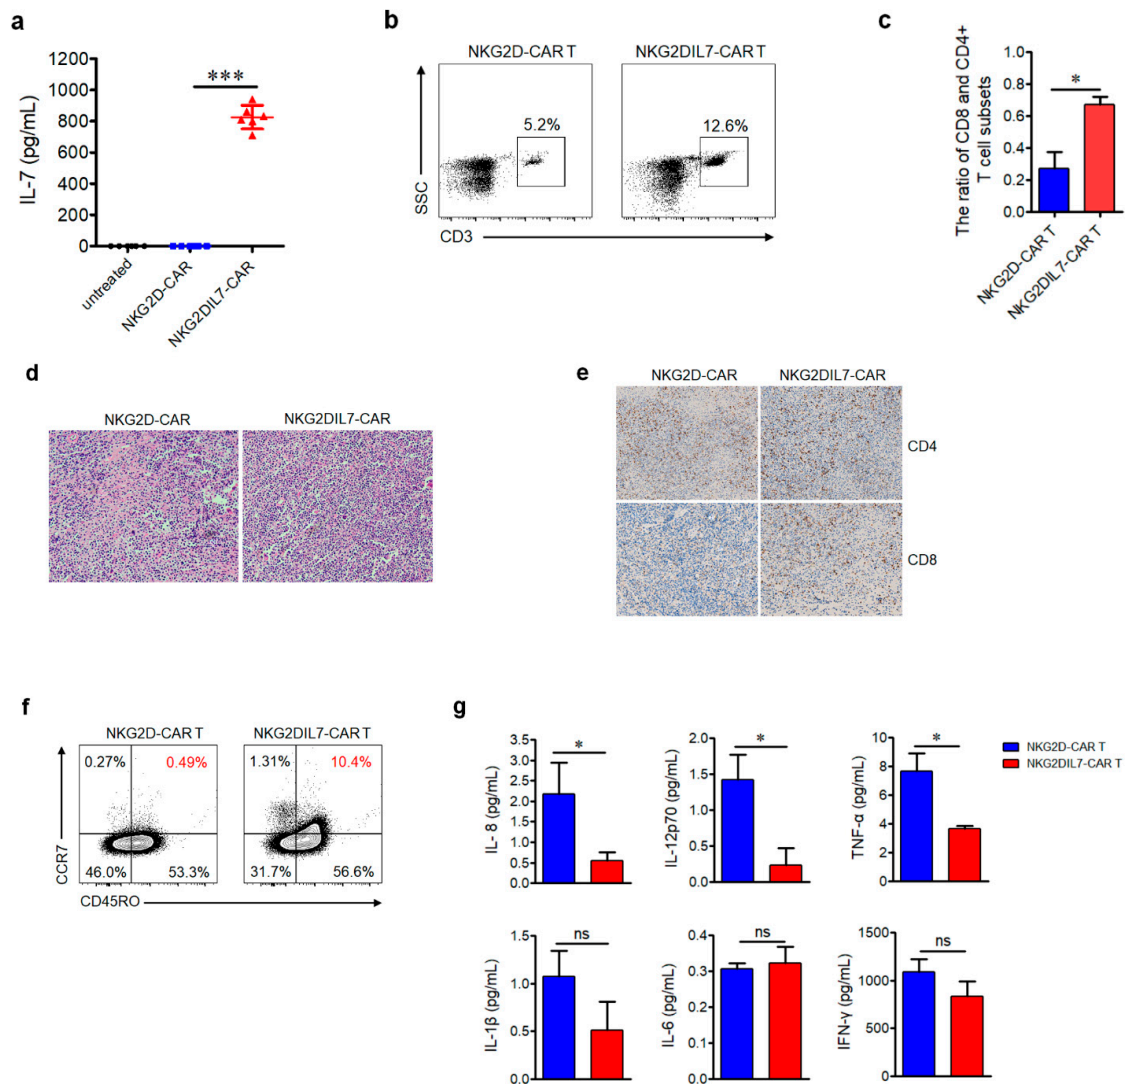 a
1200
1000
800
600
400
200
0
IL-7 (pg/mL)
***
untreated
NKG2D-CAR
NKG2DIL7-CAR
b
NKG2D-CAR T
NKG2DIL7-CAR T
5.2%
12.6%
SSC
CD3
c
The ratio of CD8 and CD4+
T cell subsets
1.0
0.8
0.6
0.4
0.2
0.0
*
NKG2D-CAR T
NKG2DIL7-CAR T
d
NKG2D-CAR
NKG2DIL7-CAR
e
NKG2D-CAR
NKG2DIL7-CAR
CD4
CD8
f
NKG2D-CAR T
NKG2DIL7-CAR T
0.27%
0.49%
1.31%
10.4%
46.0%
53.3%
31.7%
56.6%
CCR7
CD45RO
g
IL- 8 (pg/mL)
3.5
3.0
2.5
2.0
1.5
1.0
0.5
0.0
*
IL-12p70 (pg/mL)
2.0
1.5
1.0
0.5
0.0
*
TNF-α (pg/mL)
10
8
6
4
2
0
*
NKG2D-CAR T
NKG2DIL7-CAR T
IL-1β (pg/mL)
1.5
1.0
0.5
0.0
ns
IL-6 (pg/mL)
0.4
0.3
0.2
0.1
0.0
ns
IFN-γ (pg/mL)
1500
1000
500
0
ns